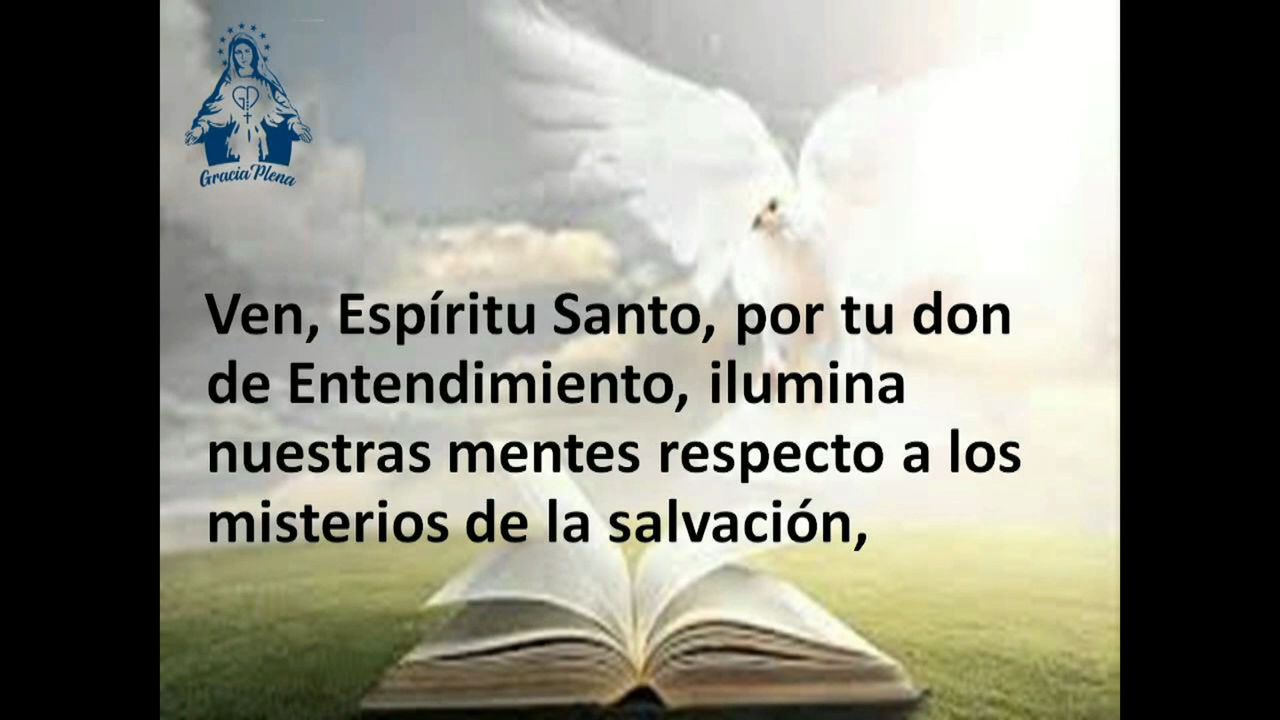 GD
Gracia Plena
Ven, Espíritu Santo, por tu don
de Entendimiento, ilumina
nuestras mentes respecto a los
misterios de la salvación,